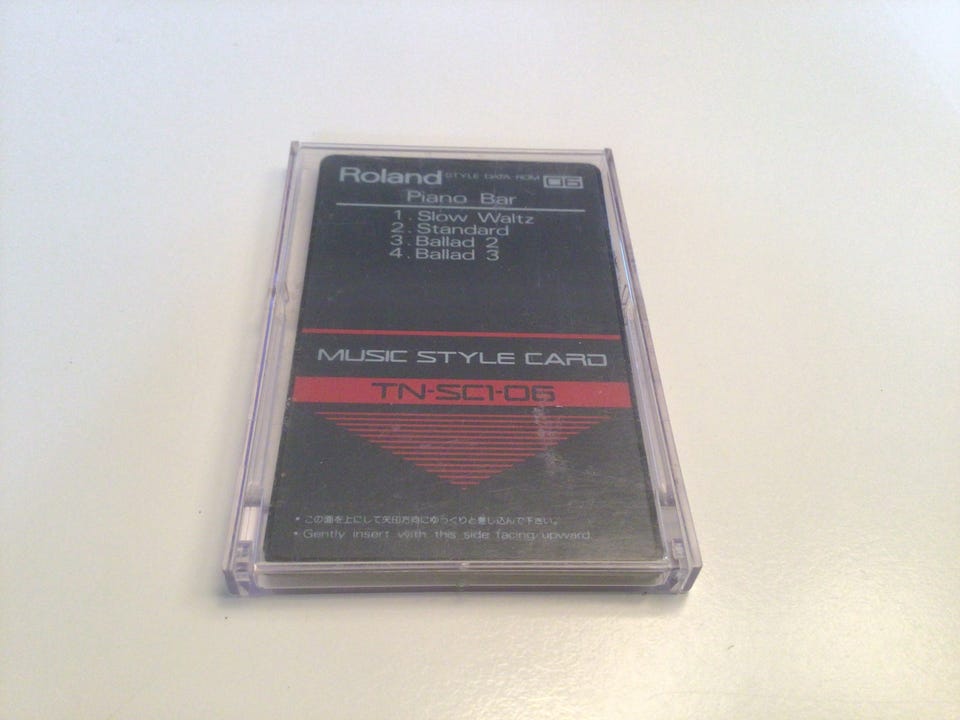 Roland STYLE DATA ROM 06
Piano Bar
1. Slow Waltz
2. Standard
3. Ballad 2
4. Ballad 3
MUSIC STYLE CARD
TN-SC1-06
• この面を上にして矢印方向にゆっくりと差し込んで下さい。
• Gently insert with this side facing upward.